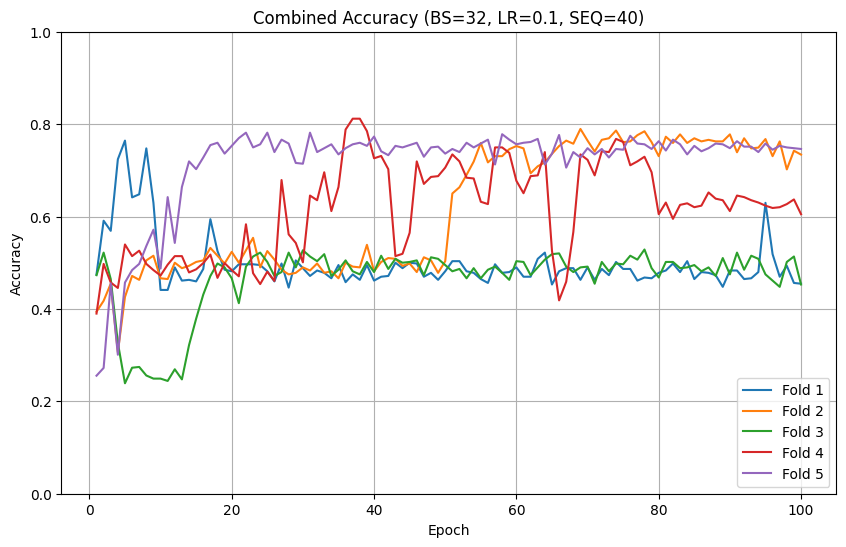 Combined Accuracy (BS=32, LR=0.1, SEQ=40)
1.0
0.8
0.6
0.4
0.2
0.0
Accuracy
0 20 40 60 80 100
Epoch
Fold 1
Fold 2
Fold 3
Fold 4
Fold 5